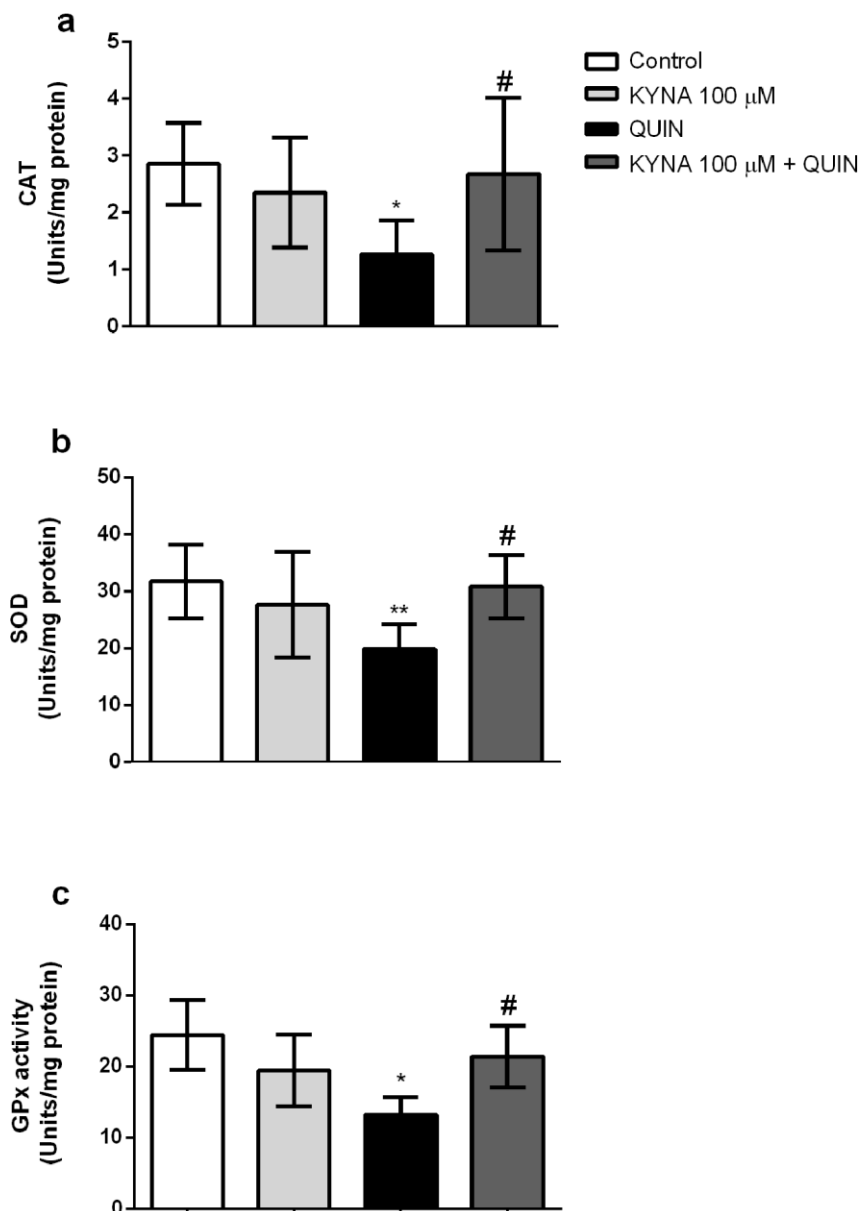 a
5
4
3
2
1
0
CAT
(Units/mg protein)
*
#
Control
KYNA 100 μM
QUIN
KYNA 100 μM + QUIN
b
50
40
30
20
10
0
SOD
(Units/mg protein)
**
#
c
40
30
20
10
0
GPx activity
(Units/mg protein)
*
#